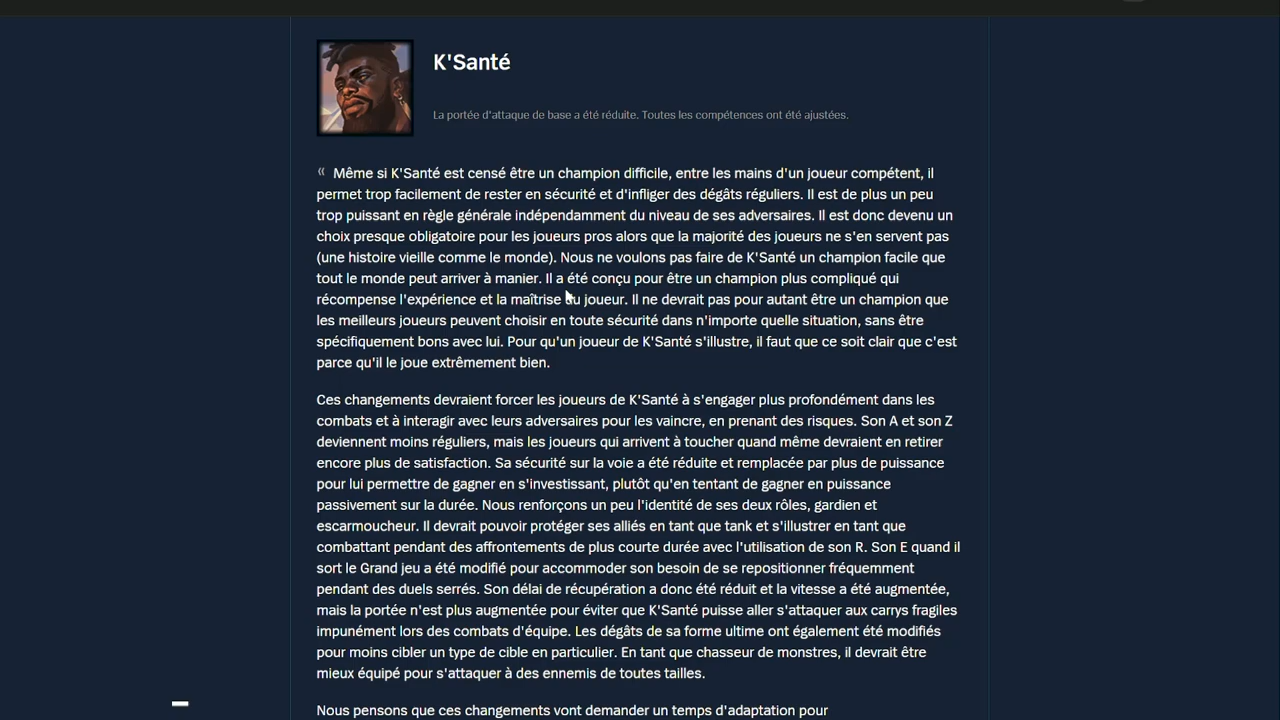 K'Santé
La portée d'attaque de base a été réduite. Toutes les compétences ont été ajustées.
« Même si K'Santé est censé être un champion difficile, entre les mains d'un joueur compétent, il
permet trop facilement de rester en sécurité et d'infliger des dégâts réguliers. Il est de plus un peu
trop puissant en règle générale indépendamment du niveau de ses adversaires. Il est donc devenu un
choix presque obligatoire pour les joueurs pros alors que la majorité des joueurs ne s'en servent pas
(une histoire vieille comme le monde). Nous ne voulons pas faire de K'Santé un champion facile que
tout le monde peut arriver à manier. Il a été conçu pour être un champion plus compliqué qui
récompense l'expérience et la maîtrise du joueur. Il ne devrait pas pour autant être un champion que
les meilleurs joueurs peuvent choisir en toute sécurité dans n'importe quelle situation, sans être
spécifiquement bons avec lui. Pour qu'un joueur de K'Santé s'illustre, il faut que ce soit clair que c'est
parce qu'il le joue extrêmement bien.
Ces changements devraient forcer les joueurs de K'Santé à s'engager plus profondément dans les
combats et à interagir avec leurs adversaires pour les vaincre, en prenant des risques. Son A et son Z
deviennent moins réguliers, mais les joueurs qui arrivent à toucher quand même devraient en retirer
encore plus de satisfaction. Sa sécurité sur la voie a été réduite et remplacée par plus de puissance
pour lui permettre de gagner en s'investissant, plutôt qu'en tentant de gagner en puissance
passivement sur la durée. Nous renforçons un peu l'identité de ses deux rôles, gardien et
escarmoucheur. Il devrait pouvoir protéger ses alliés en tant que tank et s'illustrer en tant que
combattant pendant des affrontements de plus courte durée avec l'utilisation de son R. Son E quand il
sort le Grand jeu a été modifié pour accommoder son besoin de se repositionner fréquemment
pendant des duels serrés. Son délai de récupération a donc été réduit et la vitesse a été augmentée,
mais la portée n'est plus augmentée pour éviter que K'Santé puisse aller s'attaquer aux carrys fragiles
impunément lors des combats d'équipe. Les dégâts de sa forme ultime ont également été modifiés
pour moins cibler un type de cible en particulier. En tant que chasseur de monstres, il devrait être
mieux équipé pour s'attaquer à des ennemis de toutes tailles.
Nous pensons que ces changements vont demander un temps d'adaptation pour